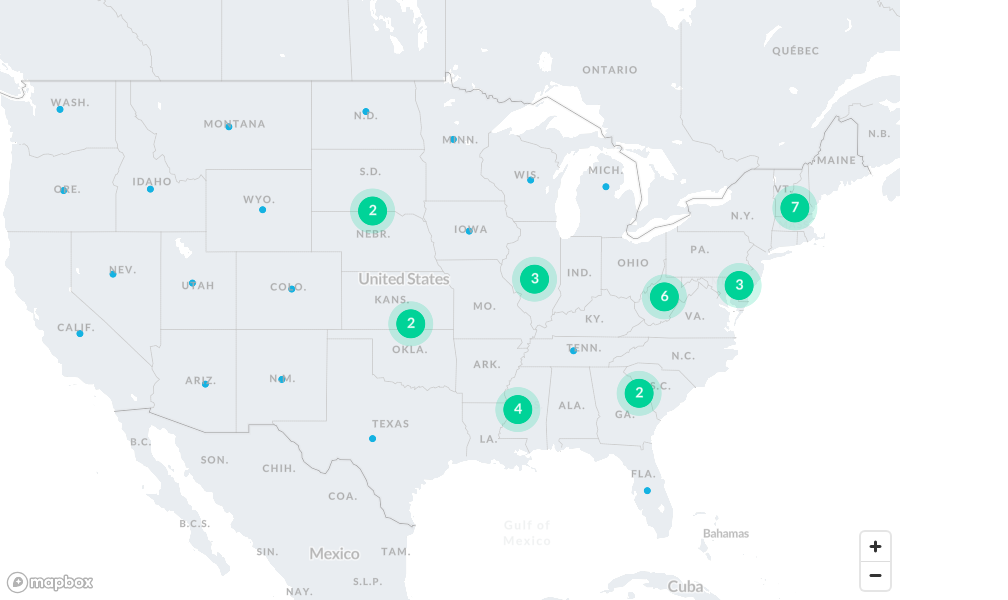 QUÉBEC
ONTARIO
WASH.
N.D.
MONTANA
N.B.
MINN.
MAINE
S.D.
MICH.
WIS.
IDAHO
ORE.
VT.
WYO.
2
7
N.Y.
IOWA
NEBR.
PA.
OHIO
NEV.
IND.
United States
3
UTAH
COLO.
3
6
KANS.
MO.
VA.
KY.
2
CALIF.
TENN.
OKLA.
N.C.
ARK.
ARIZ.
N.M.
S.C.
2
ALA.
4
GA.
TEXAS
LA.
B.C.
SON.
CHIH.
FLA.
COA.
B.C.S.
Gulf of
Mexico
Bahamas
+
SIN.
Mexico
TAM.
−
mapbox
S.L.P.
Cuba
NAY.